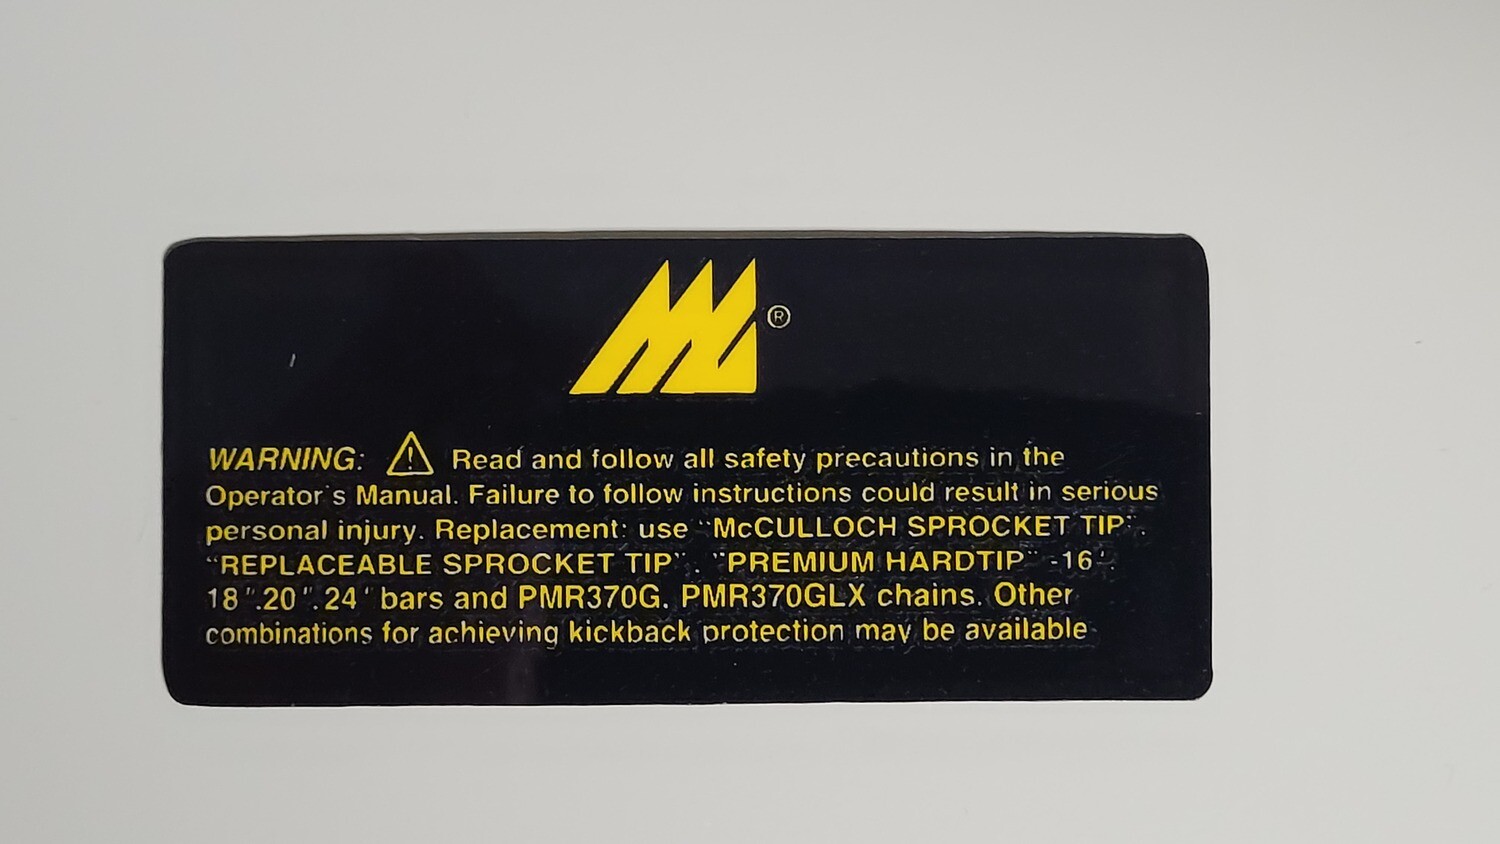 ®
WARNING: ⚠ Read and follow all safety precautions in the
Operator's Manual. Failure to follow instructions could result in serious
personal injury. Replacement: use "McCULLOCH SPROCKET TIP".
"REPLACEABLE SPROCKET TIP". "PREMIUM HARDTIP" -16".
18".20".24" bars and PMR370G. PMR370GLX chains. Other
combinations for achieving kickback protection may be available